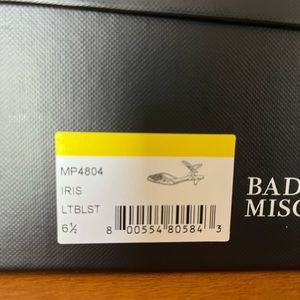 MP4804
IRIS
LTBLST
6½
8 00554 80584 3
BAD
MISC